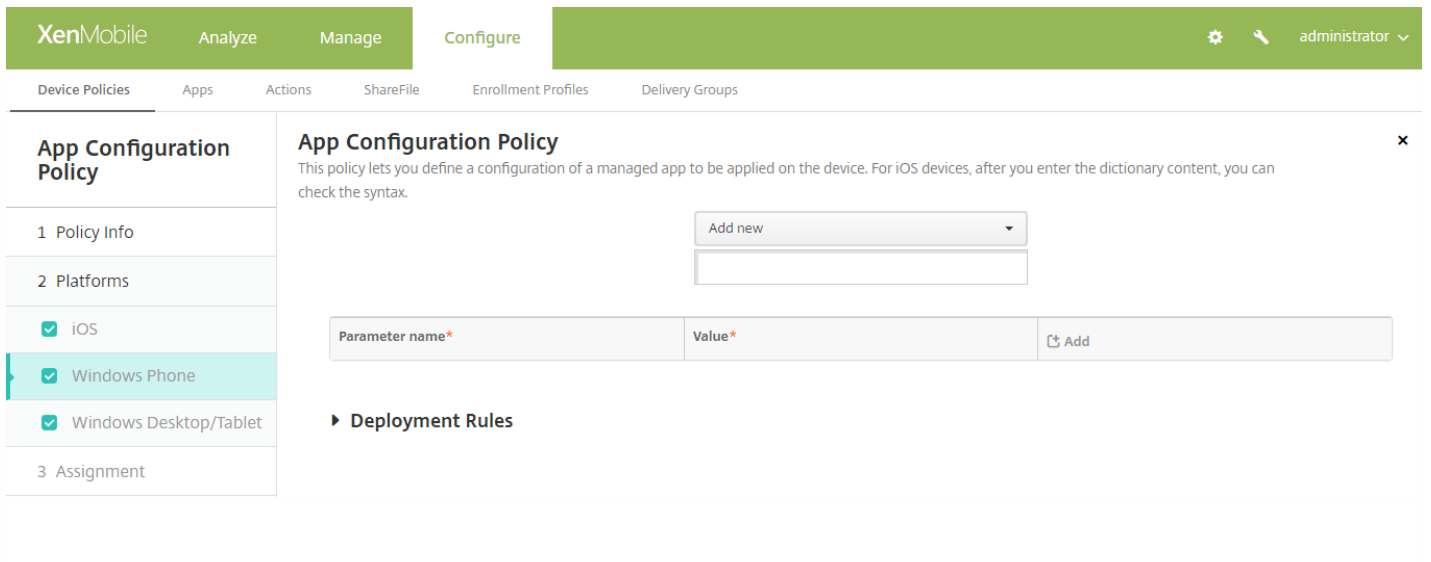 XenMobile Analyze Manage Configure administrator
Device Policies Apps Actions ShareFile Enrollment Profiles Delivery Groups
App Configuration
Policy
1 Policy Info
2 Platforms
iOS
Windows Phone
Windows Desktop/Tablet
3 Assignment
App Configuration Policy
This policy lets you define a configuration of a managed app to be applied on the device. For iOS devices, after you enter the dictionary content, you can
check the syntax.
Add new
Parameter name* Value* Add
Deployment Rules